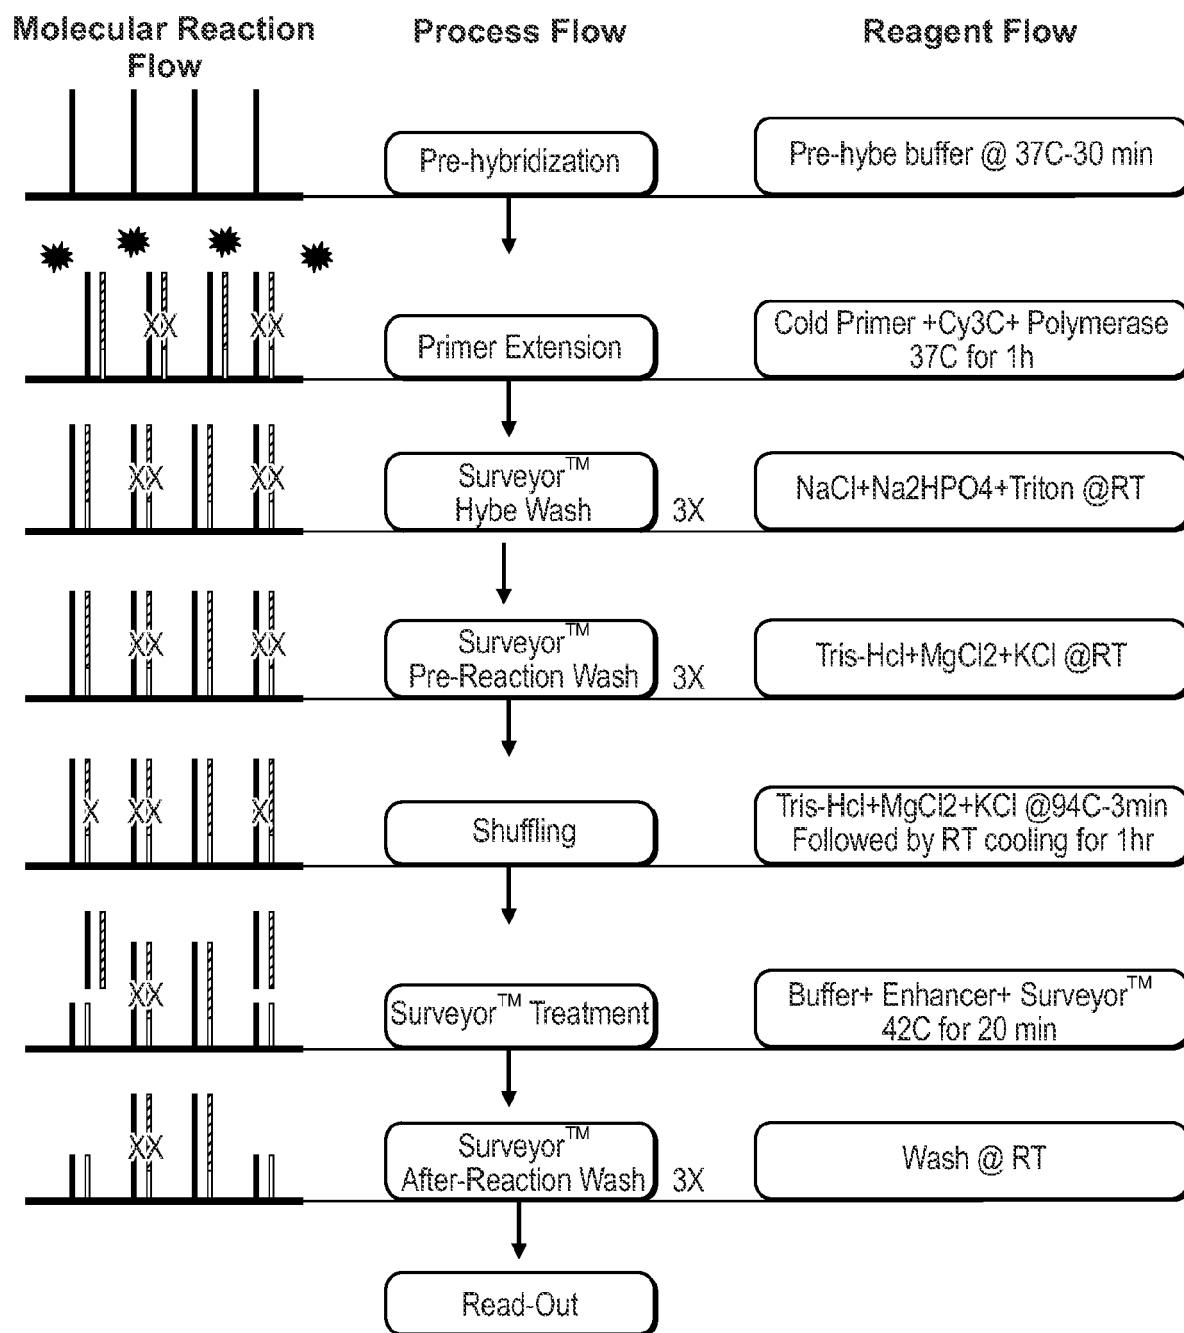 Molecular Reaction
Flow
Process Flow
Reagent Flow
Pre-hybridization
Pre-hybe buffer @ 37C-30 min
X X
X X
Primer Extension
Cold Primer +Cy3C+ Polymerase
37C for 1h
X X
X X
Surveyor™
Hybe Wash
3X
NaCl+Na2HPO4+Triton @RT
X X
X X
Surveyor™
Pre-Reaction Wash
3X
Tris-Hcl+MgCl2+KCl @RT
X
X X
X
Shuffling
Tris-Hcl+MgCl2+KCl @94C-3min
Followed by RT cooling for 1hr
X X
Surveyor™ Treatment
Buffer+ Enhancer+ Surveyor™
42C for 20 min
X X
Surveyor™
After-Reaction Wash
3X
Wash @ RT
Read-Out